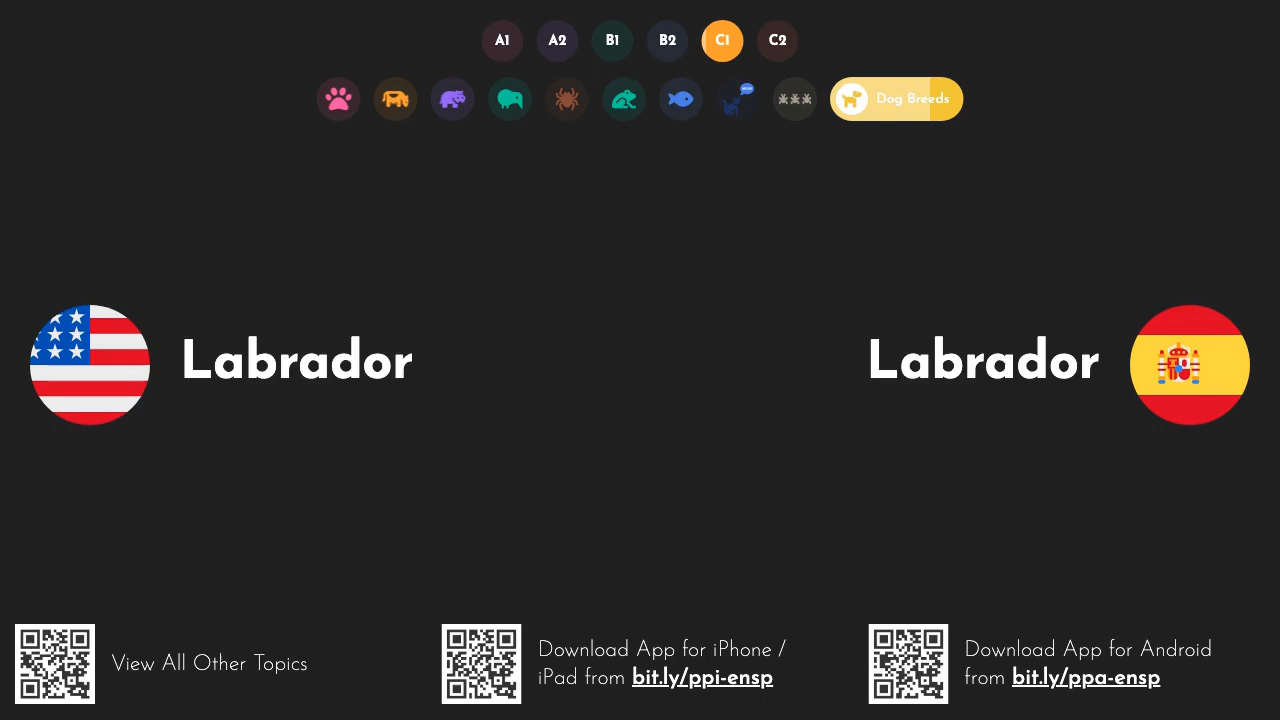 A1 A2 B1 B2 C1 C2
Dog Breeds
Labrador
Labrador
View All Other Topics
Download App for iPhone /
iPad from bit.ly/ppi-ensp
Download App for Android
from bit.ly/ppa-ensp